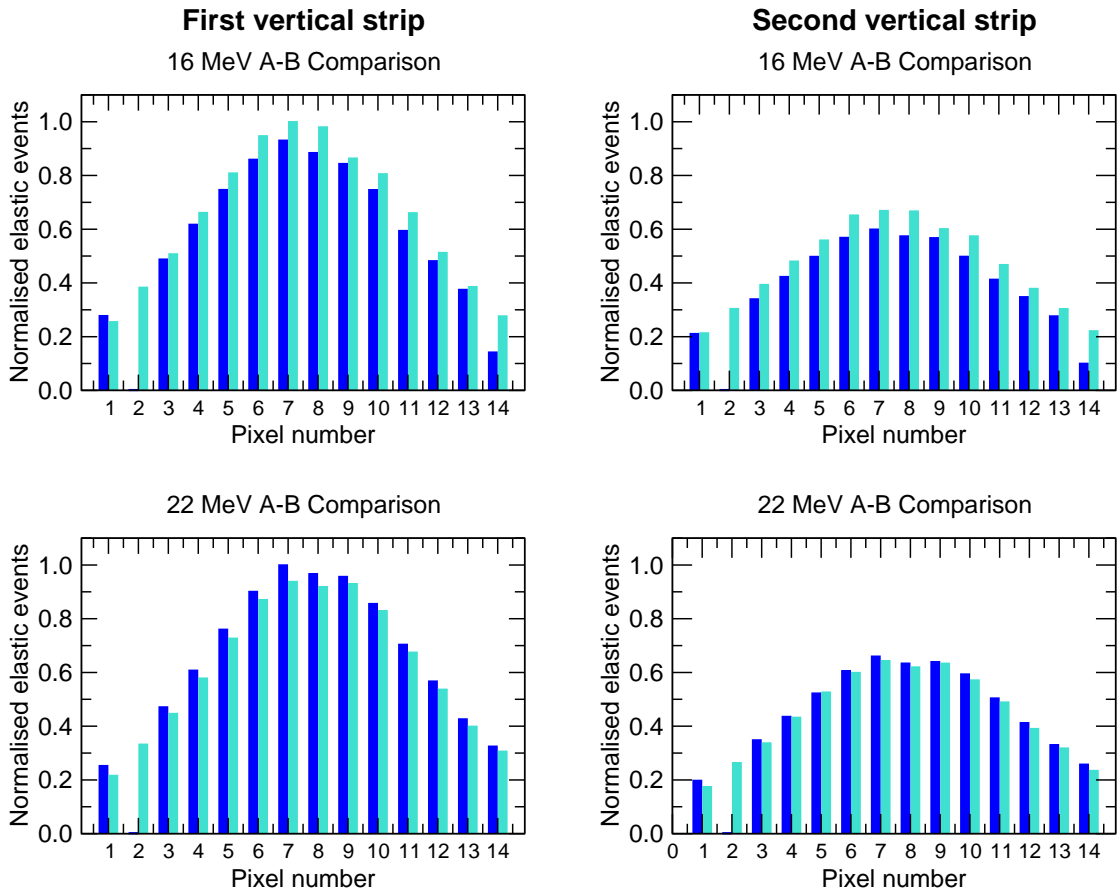 First vertical strip
16 MeV A-B Comparison
Normalised elastic events
1.0
0.8
0.6
0.4
0.2
0.0
1 2 3 4 5 6 7 8 9 10 11 12 13 14
Pixel number
Second vertical strip
16 MeV A-B Comparison
Normalised elastic events
1.0
0.8
0.6
0.4
0.2
0.0
1 2 3 4 5 6 7 8 9 10 11 12 13 14
Pixel number
22 MeV A-B Comparison
Normalised elastic events
1.0
0.8
0.6
0.4
0.2
0.0
1 2 3 4 5 6 7 8 9 10 11 12 13 14
Pixel number
22 MeV A-B Comparison
Normalised elastic events
1.0
0.8
0.6
0.4
0.2
0.0
0 1 2 3 4 5 6 7 8 9 10 11 12 13 14
Pixel number